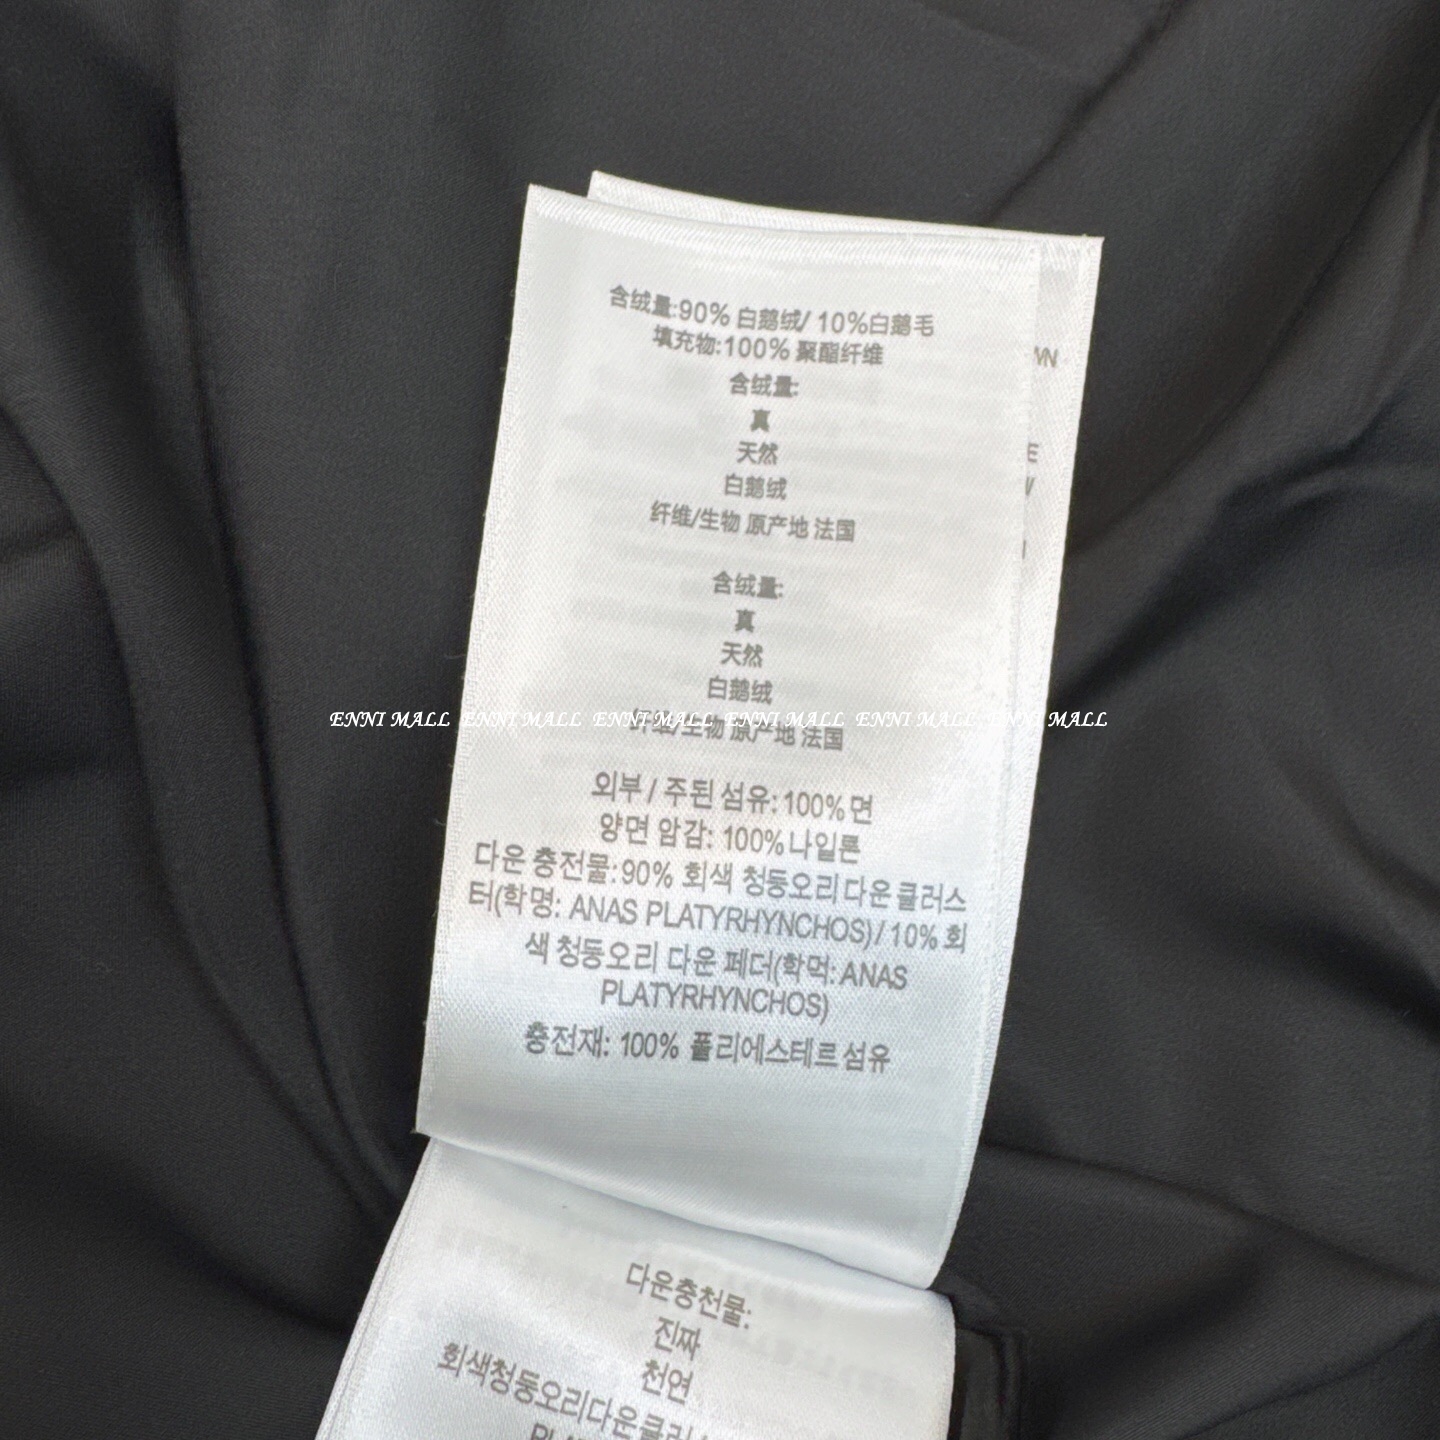 含绒量:90% 白鹅绒/ 10%白鹅毛
填充物:100% 聚酯纤维
含绒量:
真
天然
白鹅绒
纤维/生物 原产地 法国
含绒量:
真
天然
白鹅绒
ENNI MALL ENNI MALL ENNI MALL ENNI MALL ENNI MALL ENNI MALL
纤维/生物 原产地 法国
외부 / 주된 섬유: 100% 면
양면 암감: 100% 나일론
다운 충전물: 90% 회색 청둥오리 다운 클러스
터(학명: ANAS PLATYRHYNCHOS) / 10% 회
색 청둥오리 다운 페더(학먹: ANAS
PLATYRHYNCHOS)
충전재: 100% 폴리에스테르 섬유
다운충천물:
진짜
천연
회색청둥오리다운클러스